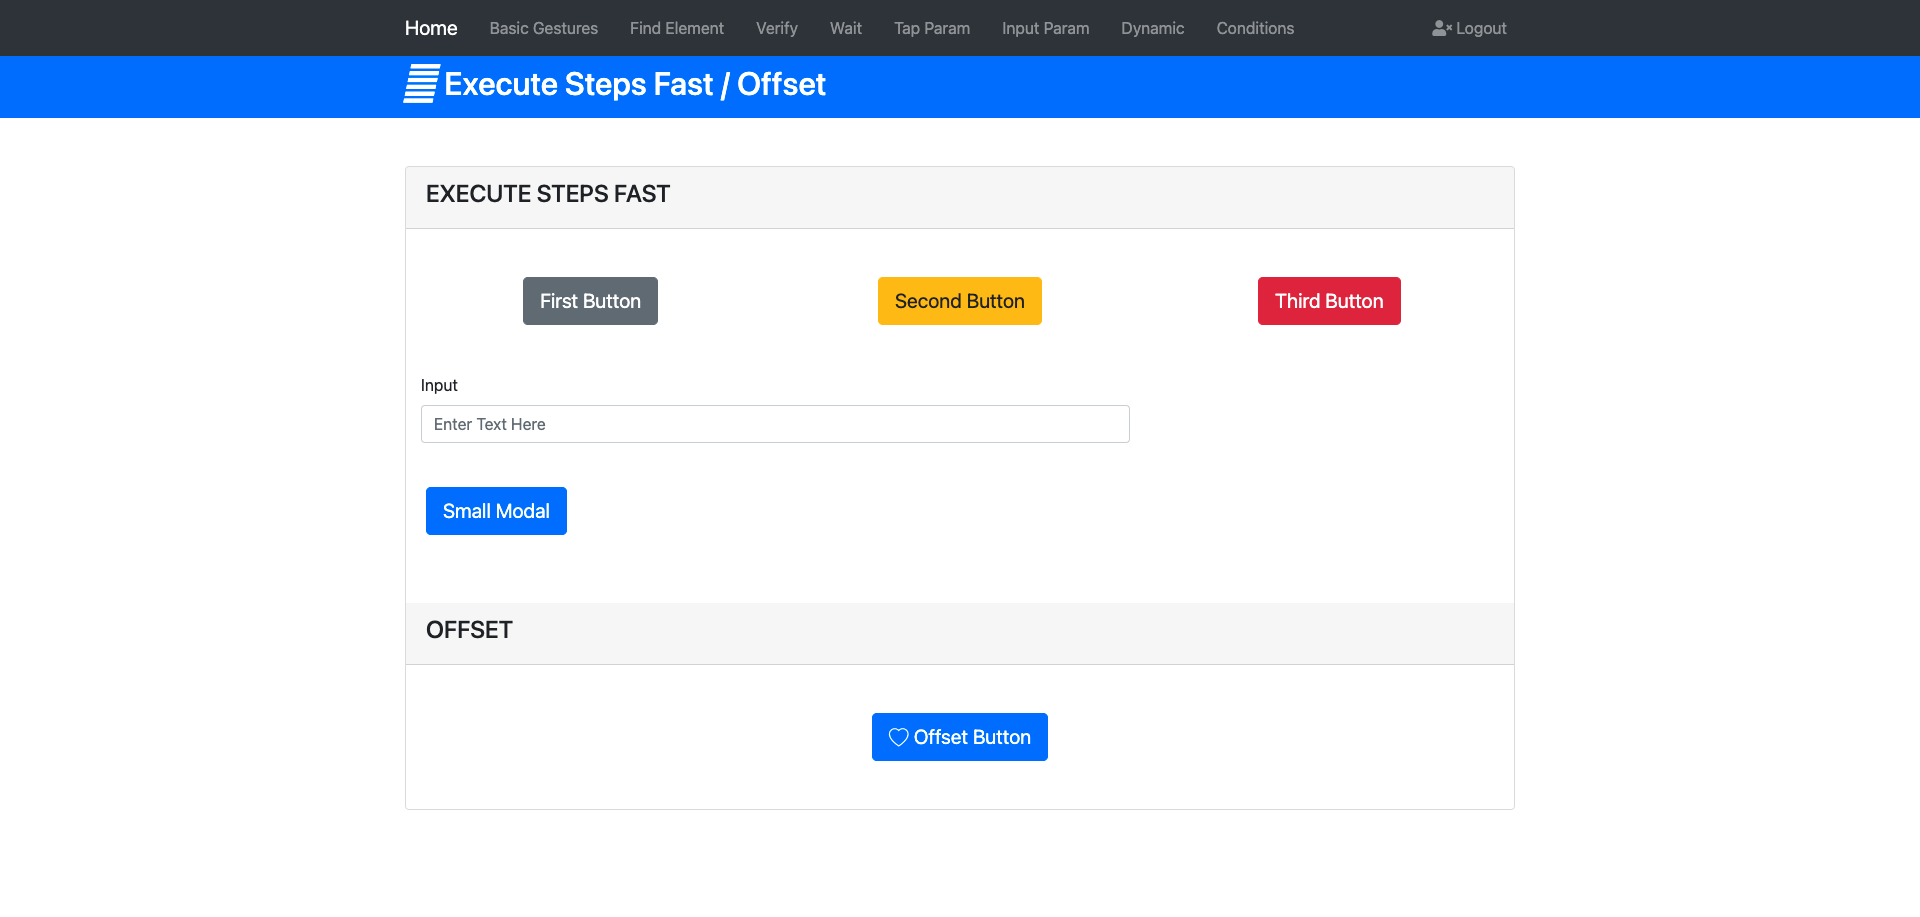 Home Basic Gestures Find Element Verify Wait Tap Param Input Param Dynamic Conditions Logout
Execute Steps Fast / Offset
EXECUTE STEPS FAST
First Button Second Button Third Button
Input
Enter Text Here
Small Modal
OFFSET
Offset Button